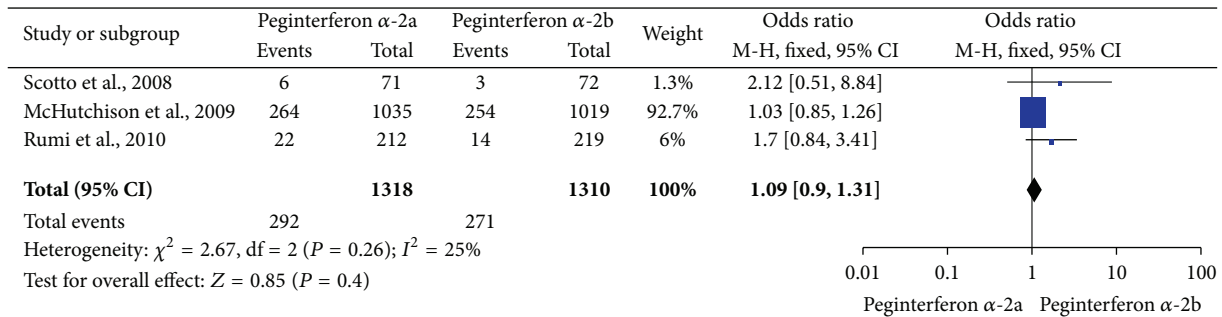 Study or subgroup Peginterferon α-2a Peginterferon α-2b Weight Odds ratio Odds ratio
Events Total Events Total M-H, fixed, 95% CI M-H, fixed, 95% CI
Scotto et al., 2008 6 71 3 72 1.3% 2.12 [0.51, 8.84]
McHutchison et al., 2009 264 1035 254 1019 92.7% 1.03 [0.85, 1.26]
Rumi et al., 2010 22 212 14 219 6% 1.7 [0.84, 3.41]
Total (95% CI) 1318 1310 100% 1.09 [0.9, 1.31]
Total events 292 271
Heterogeneity: χ² = 2.67, df = 2 (P = 0.26); I² = 25%
Test for overall effect: Z = 0.85 (P = 0.4)
0.01 0.1 1 10 100
Peginterferon α-2a Peginterferon α-2b